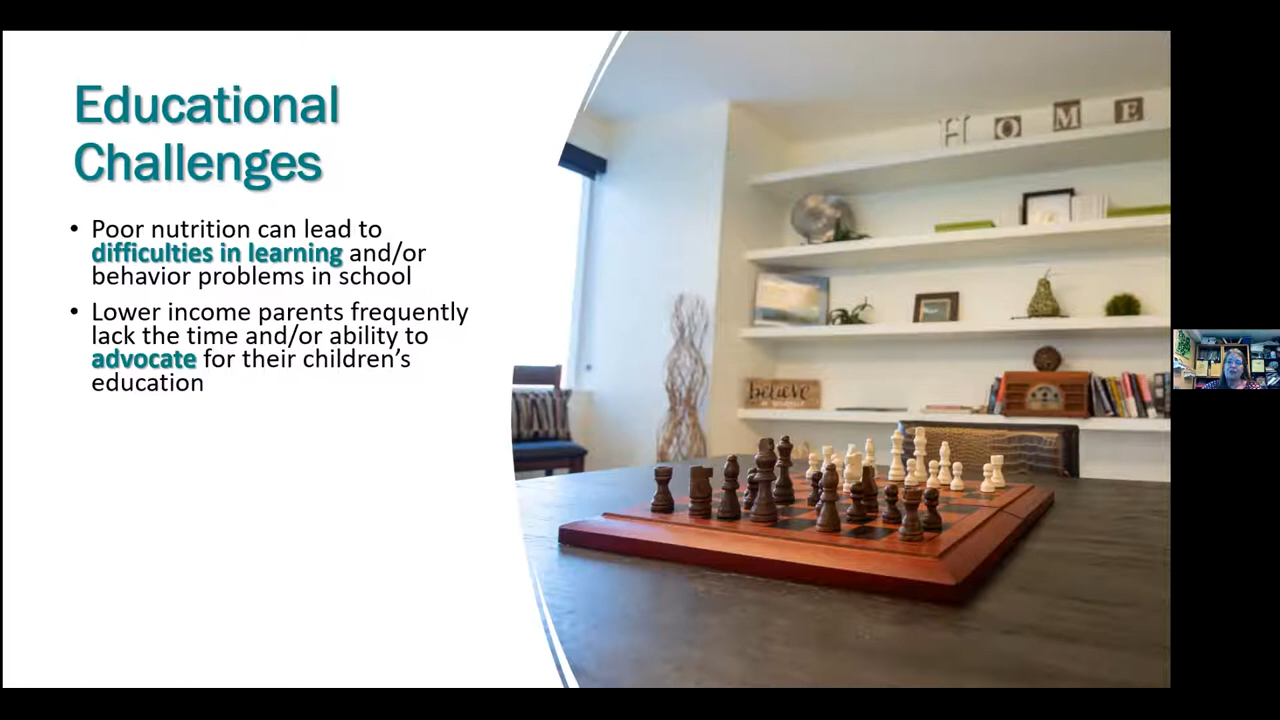 Educational
Challenges
• Poor nutrition can lead to
difficulties in learning and/or
behavior problems in school
• Lower income parents frequently
lack the time and/or ability to
advocate for their children's
education
HOME
believe